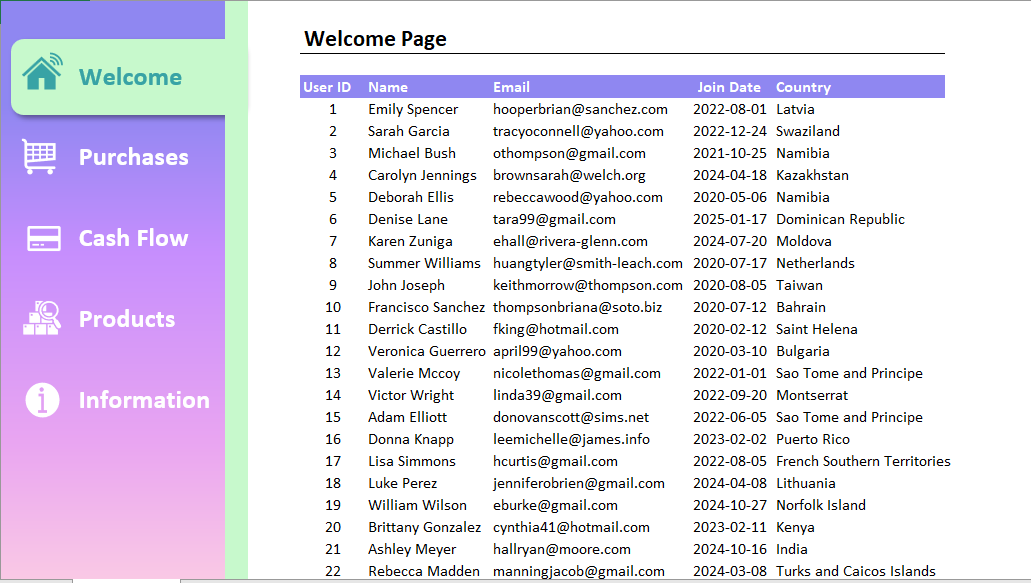 Welcome
Purchases
Cash Flow
Products
Information
Welcome Page
User ID Name Email Join Date Country
1 Emily Spencer hooperbrian@sanchez.com 2022-08-01 Latvia
2 Sarah Garcia tracyoconnell@yahoo.com 2022-12-24 Swaziland
3 Michael Bush othompson@gmail.com 2021-10-25 Namibia
4 Carolyn Jennings brownsarah@welch.org 2024-04-18 Kazakhstan
5 Deborah Ellis rebeccawood@yahoo.com 2020-05-06 Namibia
6 Denise Lane tara99@gmail.com 2025-01-17 Dominican Republic
7 Karen Zuniga ehall@rivera-glenn.com 2024-07-20 Moldova
8 Summer Williams huangtyler@smith-leach.com 2020-07-17 Netherlands
9 John Joseph keithmorrow@thompson.com 2020-08-05 Taiwan
10 Francisco Sanchez thompsonbriana@soto.biz 2020-07-12 Bahrain
11 Derrick Castillo fking@hotmail.com 2020-02-12 Saint Helena
12 Veronica Guerrero april99@yahoo.com 2020-03-10 Bulgaria
13 Valerie Mccoy nicolethomas@gmail.com 2022-01-01 Sao Tome and Principe
14 Victor Wright linda39@gmail.com 2022-09-20 Montserrat
15 Adam Elliott donovanscott@sims.net 2022-06-05 Sao Tome and Principe
16 Donna Knapp leemichelle@james.info 2023-02-02 Puerto Rico
17 Lisa Simmons hcurtis@gmail.com 2022-08-05 French Southern Territories
18 Luke Perez jenniferobrien@gmail.com 2024-04-08 Lithuania
19 William Wilson eburke@gmail.com 2024-10-27 Norfolk Island
20 Brittany Gonzalez cynthia41@hotmail.com 2023-02-11 Kenya
21 Ashley Meyer hallryan@moore.com 2024-10-16 India
22 Rebecca Madden manningjacob@gmail.com 2024-03-08 Turks and Caicos Islands